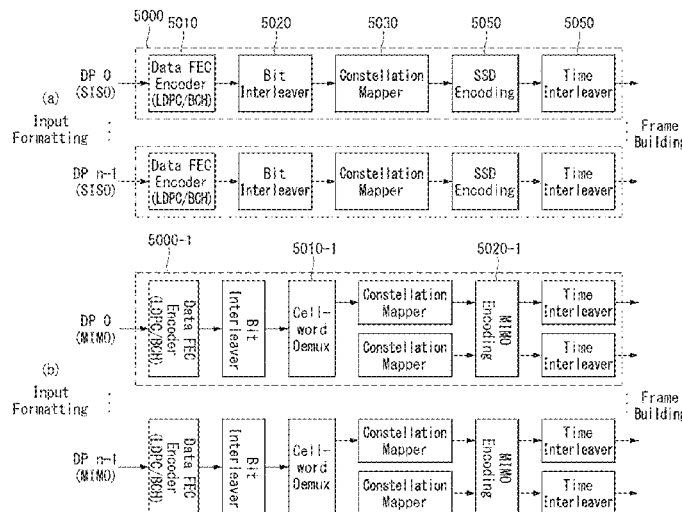 5000
5010
5020
5030
5050
5050
(a)
Input
Formatting
DP 0
(SISO)
Data FEC
Encoder
(LDPC/BCH)
Bit
Interleaver
Constellation
Mapper
SSD
Encoding
Time
Interleaver
Frame
Building
DP n-1
(SISO)
Data FEC
Encoder
(LDPC/BCH)
Bit
Interleaver
Constellation
Mapper
SSD
Encoding
Time
Interleaver
5000-1
5010-1
5020-1
(b)
Input
Formatting
DP 0
(MIMO)
Data FEC
Encoder
(LDPC/BCH)
Bit
Interleaver
Cell-
word
Demux
Constellation
Mapper
Constellation
Mapper
MIMO
Encoding
Time
Interleaver
Time
Interleaver
Frame
Building
DP n-1
(MIMO)
Data FEC
Encoder
(LDPC/BCH)
Bit
Interleaver
Cell-
word
Demux
Constellation
Mapper
Constellation
Mapper
MIMO
Encoding
Time
Interleaver
Time
Interleaver